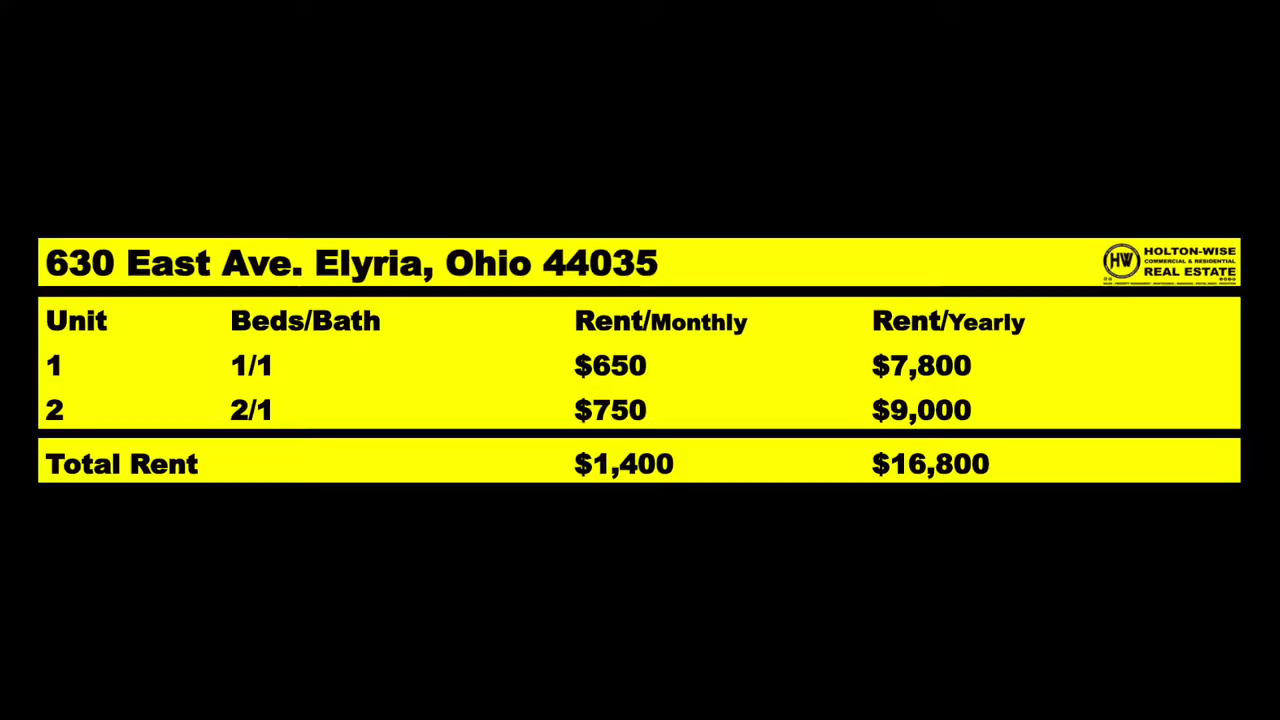 630 East Ave. Elyria, Ohio 44035
HW
HOLTON-WISE
COMMERCIAL & RESIDENTIAL
REAL ESTATE
Unit Beds/Bath Rent/Monthly Rent/Yearly
1 1/1 $650 $7,800
2 2/1 $750 $9,000
Total Rent $1,400 $16,800